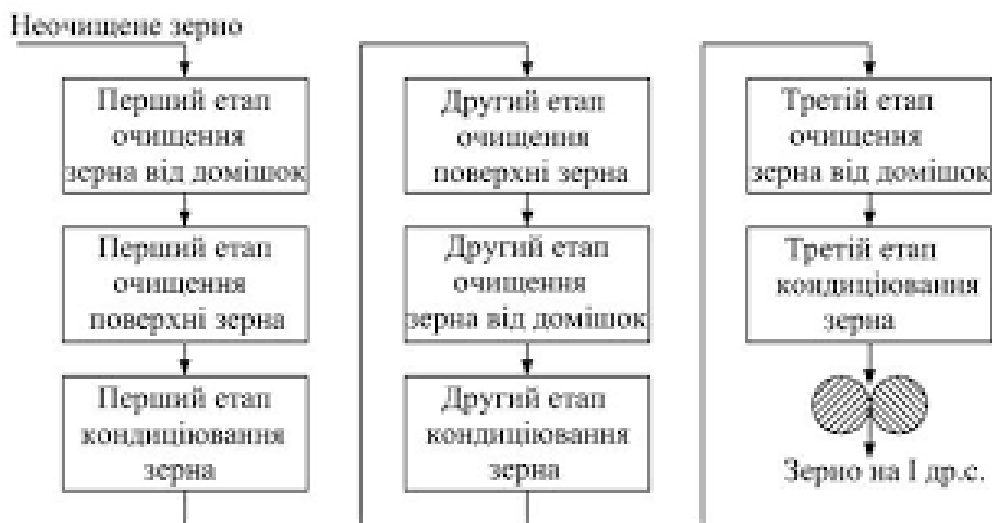 Неочищене зерно
Перший етап
очищення
зерна від домішок
Перший етап
очищення
поверхні зерна
Перший етап
кондиціювання
зерна
Другий етап
очищення
поверхні зерна
Другий етап
очищення
зерна від домішок
Другий етап
кондиціювання
зерна
Третій етап
очищення
зерна від домішок
Третій етап
кондиціювання
зерна
Зерно на І др.с.